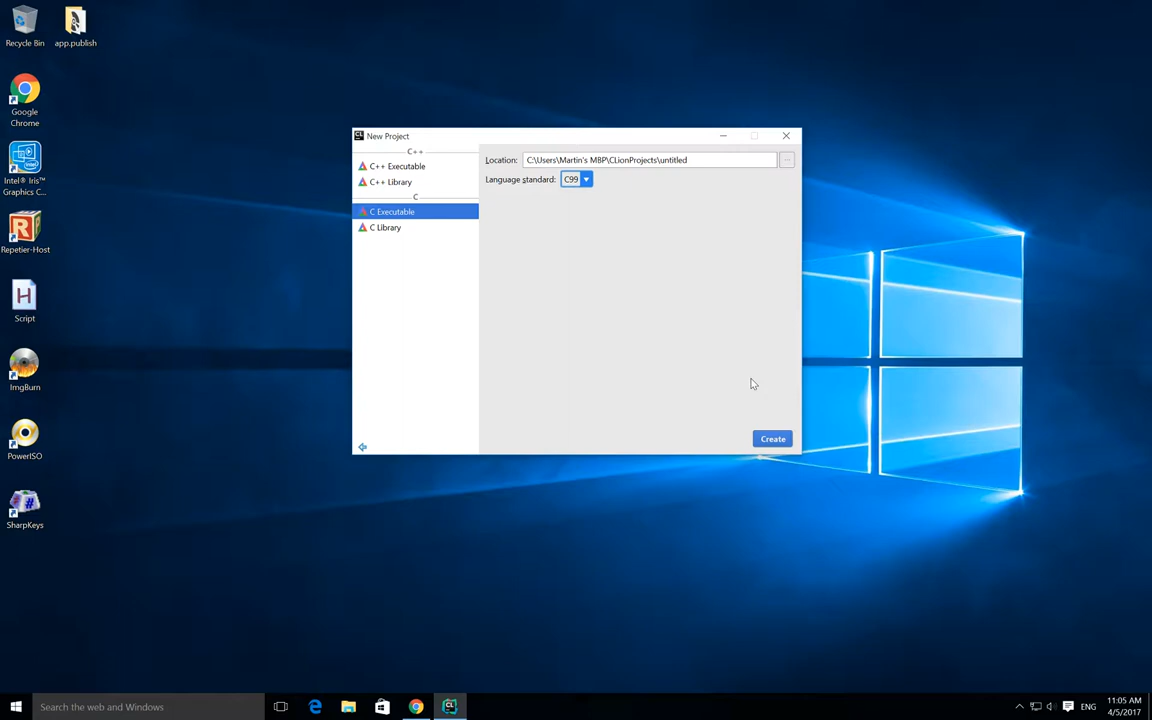 Recycle Bin
app.publish
Google
Chrome
Intel® Iris™
Graphics C...
Repetier-Host
H
Script
ImgBurn
PowerISO
#
SharpKeys
CL
New Project
C++
C++ Executable
C++ Library
C
C Executable
C Library
Location:
C:\Users\Martin's MBP\CLionProjects\untitled
...
Language standard:
C99
Create
Search the web and Windows
CL
ENG
11:05 AM
4/5/2017